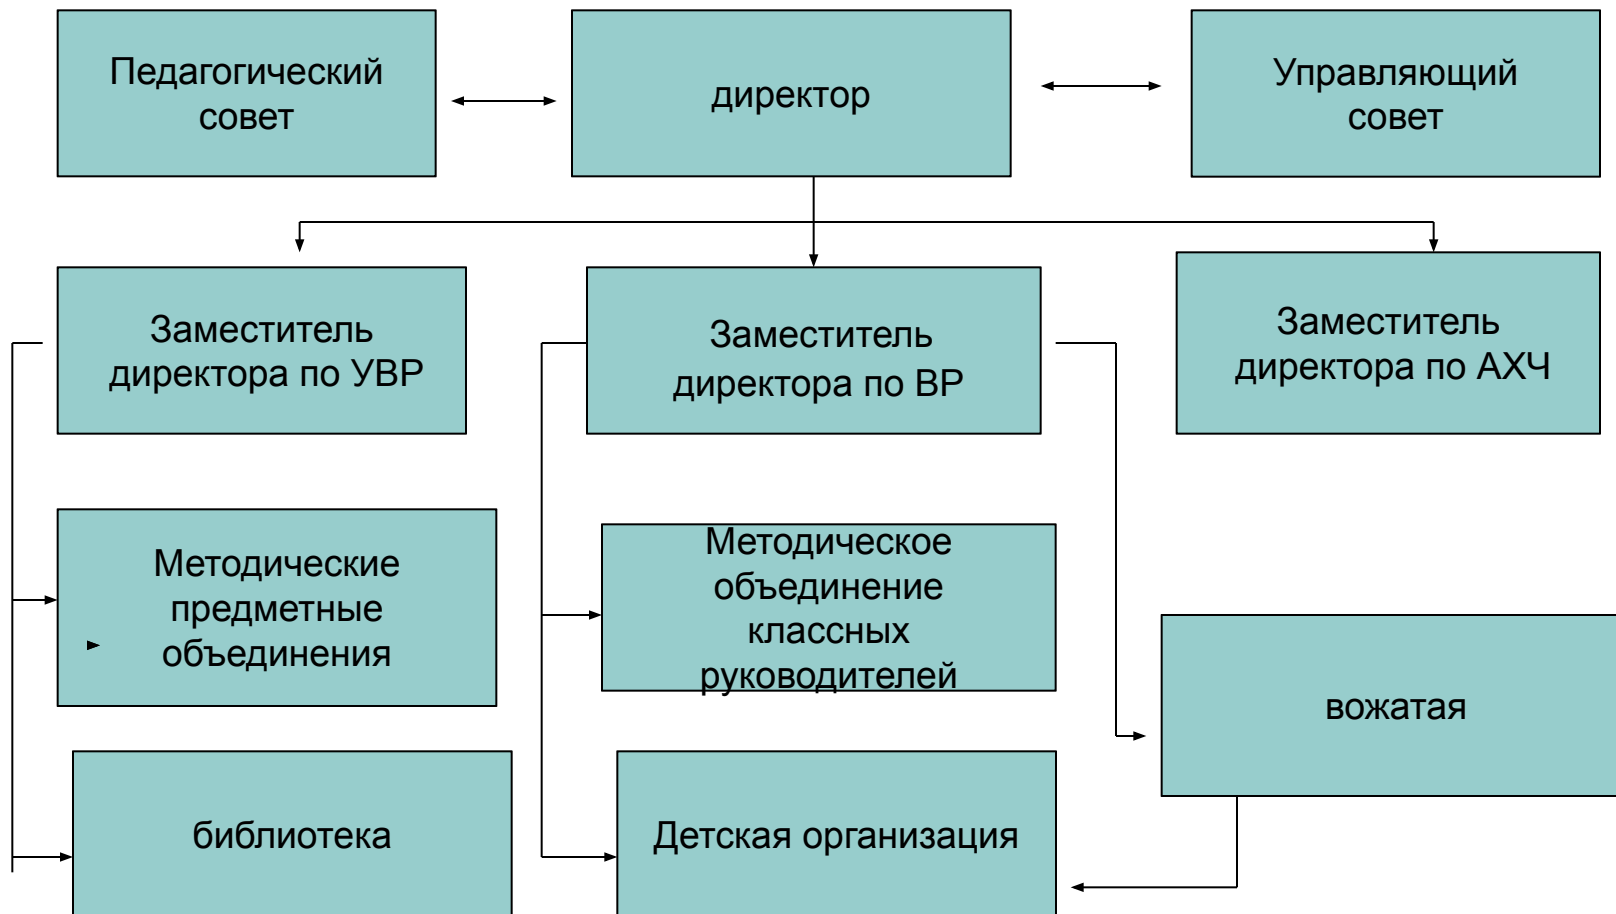 Педагогический
совет
директор
Управляющий
совет
Заместитель
директора по УВР
Заместитель
директора по ВР
Заместитель
директора по АХЧ
Методические
предметные
объединения
Методическое
объединение
классных
руководителей
вожатая
библиотека
Детская организация